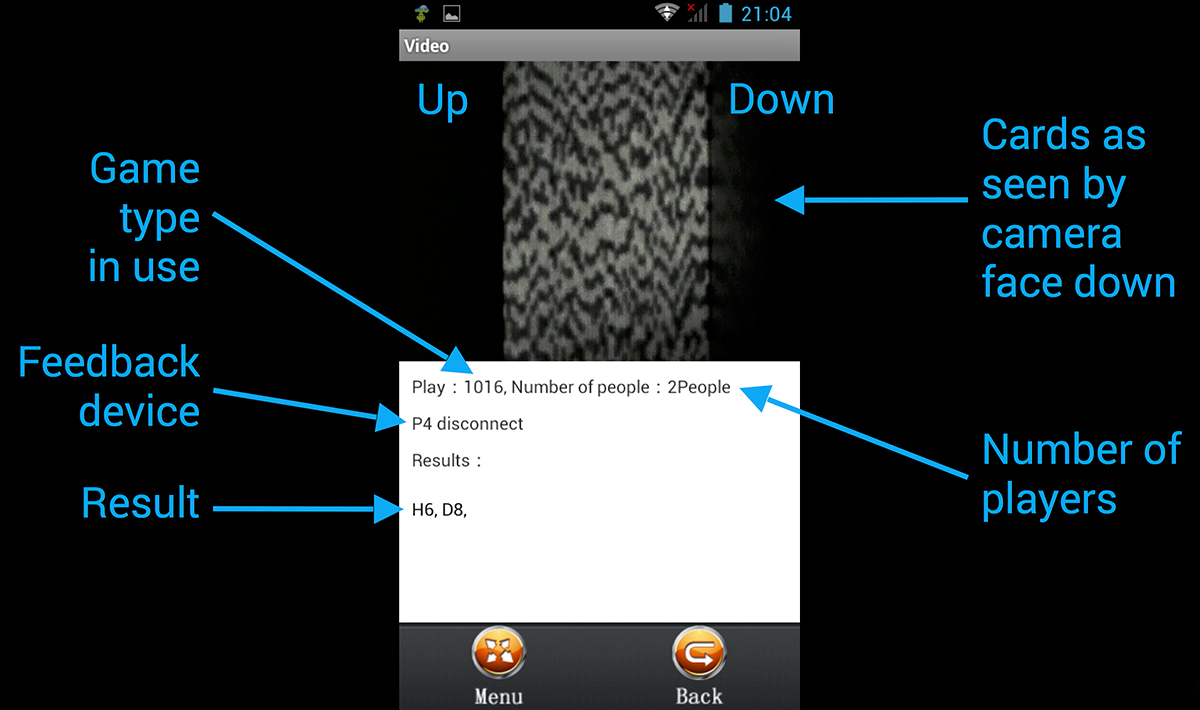 21:04
Video
Up
Down
Cards as
seen by
camera
face down
Game
type
in use
Feedback
device
Result
Play : 1016, Number of people : 2People
P4 disconnect
Results :
H6, D8,
Number of
players
Menu
Back